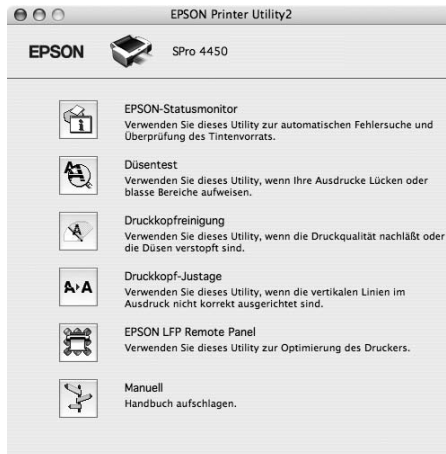 EPSON Printer Utility2
EPSON SPro 4450
EPSON-Statusmonitor
Verwenden Sie dieses Utility zur automatischen Fehlersuche und
Überprüfung des Tintenvorrats.
Düsentest
Verwenden Sie dieses Utility, wenn Ihre Ausdrucke Lücken oder
blasse Bereiche aufweisen.
Druckkopfreinigung
Verwenden Sie dieses Utility, wenn die Druckqualität nachläßt oder
die Düsen verstopft sind.
Druckkopf-Justage
Verwenden Sie dieses Utility, wenn die vertikalen Linien im
Ausdruck nicht korrekt ausgerichtet sind.
EPSON LFP Remote Panel
Verwenden Sie dieses Utility zur Optimierung des Druckers.
Manuell
Handbuch aufschlagen.